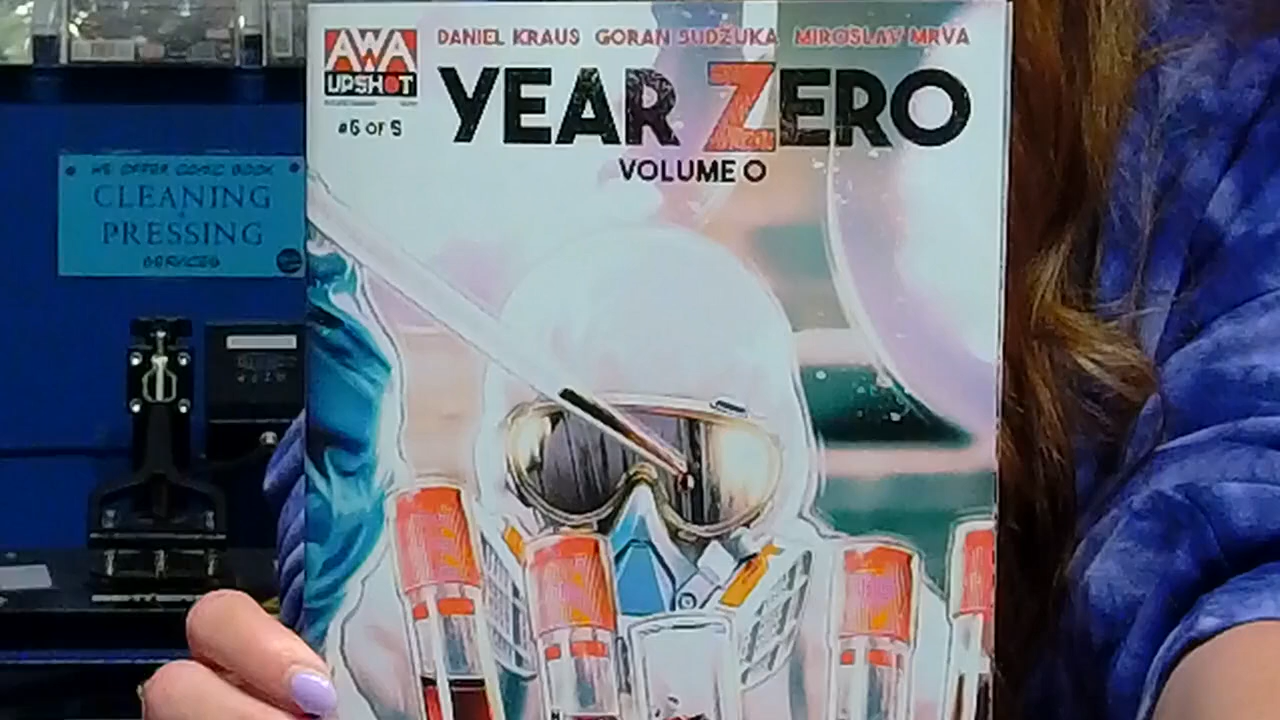 DANIEL KRAUS GORAN SUDŽUKA MIROSLAV MRVA
AWA
UPSHOT
YEAR ZERO
#6 OF 5
VOLUME 0
WE OFFER COMIC BOOK
CLEANING
PRESSING
SERVICES